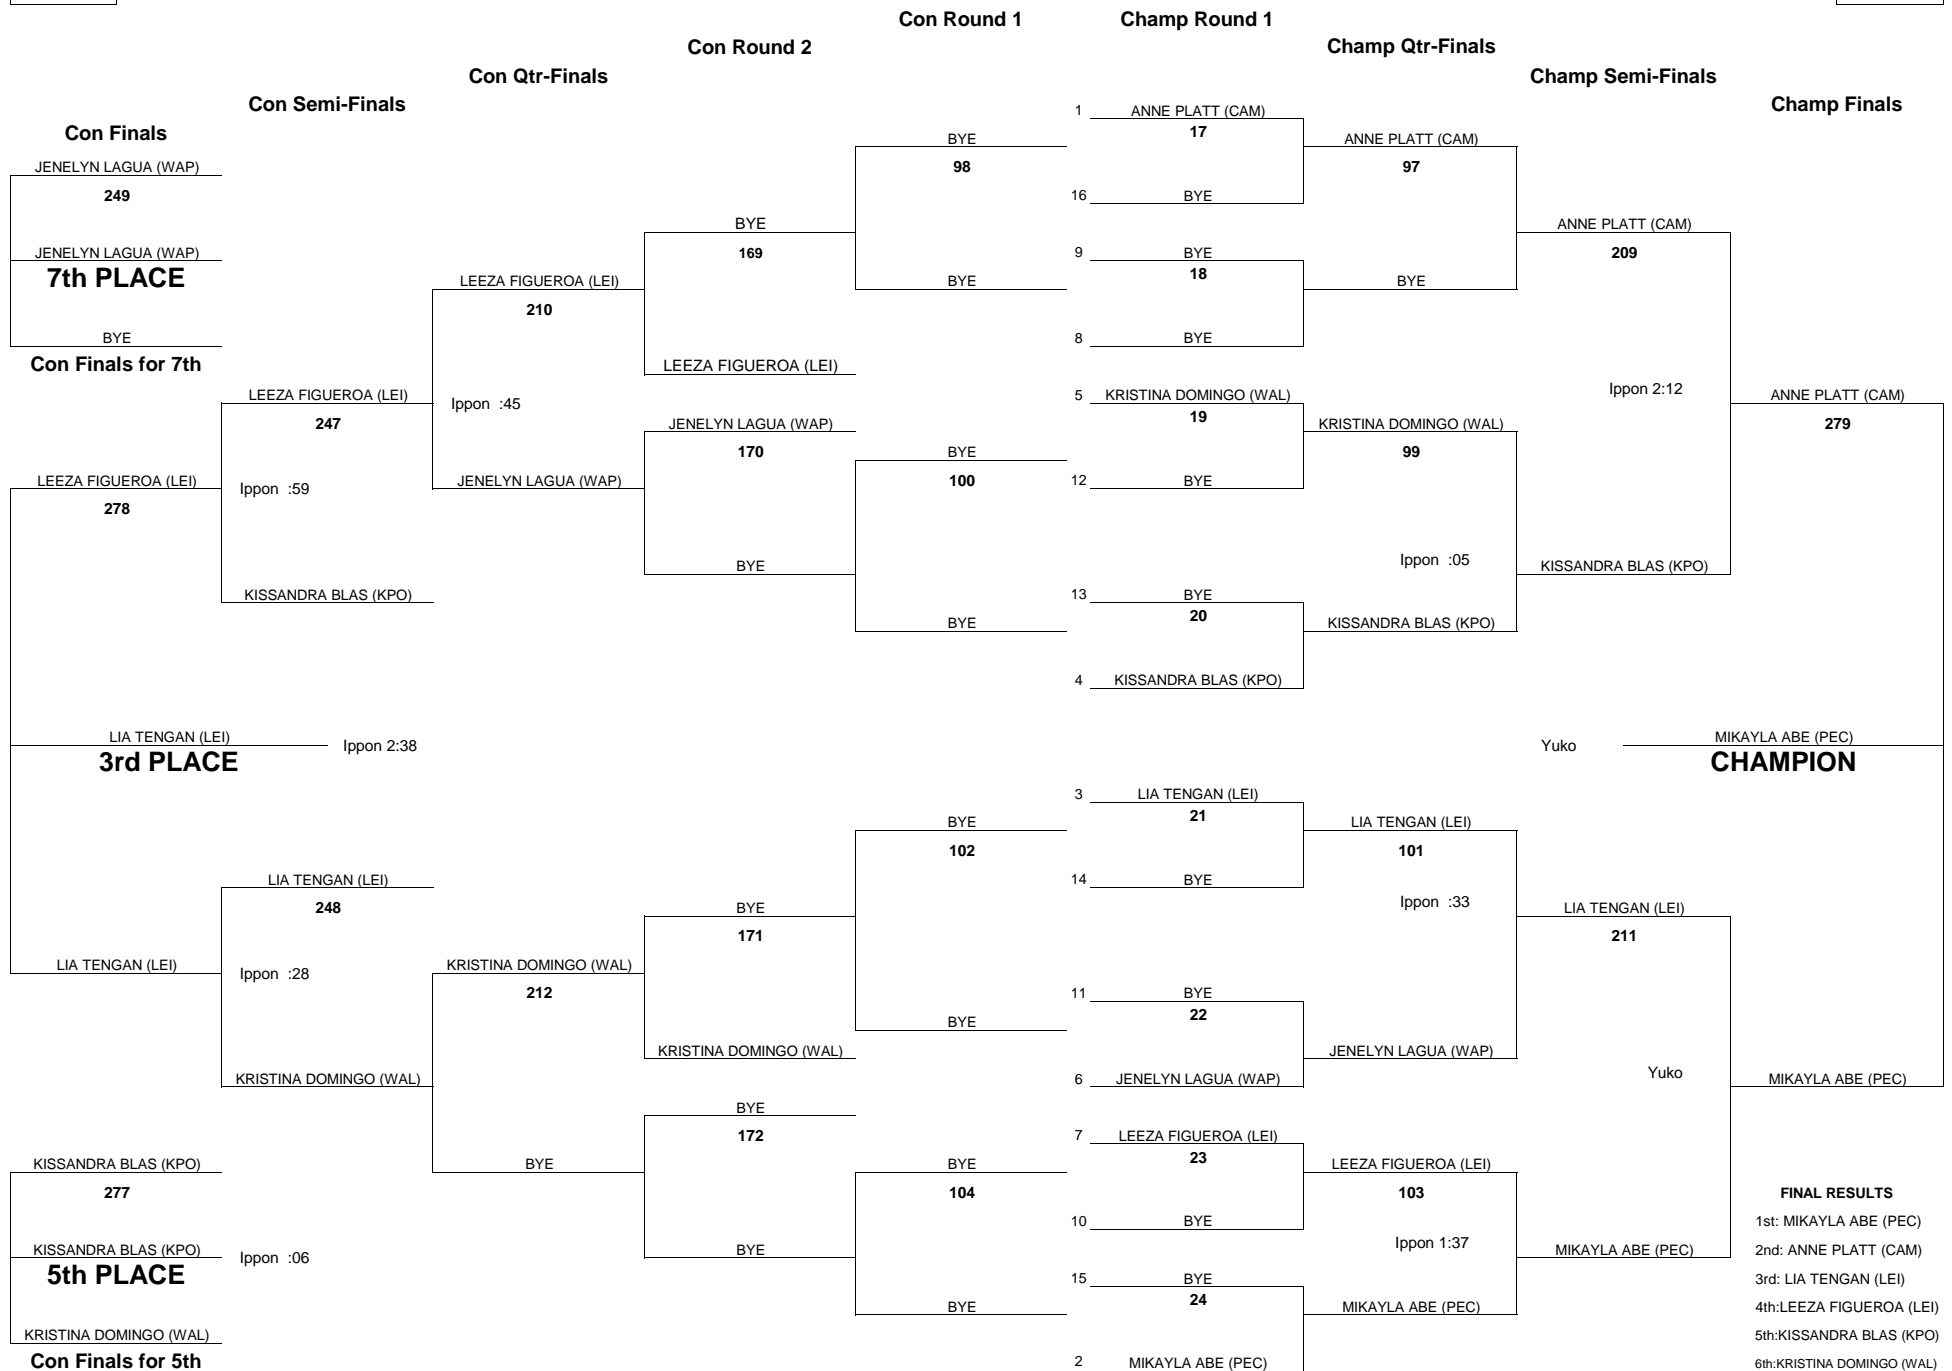 Con Round 1
Champ Round 1
Con Round 2
Champ Qtr-Finals
Con Qtr-Finals
Champ Semi-Finals
Con Semi-Finals
Champ Finals
Con Finals
JENELYN LAGUA (WAP)
249
JENELYN LAGUA (WAP)
7th PLACE
BYE
Con Finals for 7th
LEEZA FIGUEROA (LEI)
278
LIA TENGAN (LEI)
3rd PLACE
Ippon 2:38
LIA TENGAN (LEI)
KISSANDRA BLAS (KPO)
277
KISSANDRA BLAS (KPO)
5th PLACE
Ippon :06
KRISTINA DOMINGO (WAL)
Con Finals for 5th
LEEZA FIGUEROA (LEI)
247
Ippon :59
KISSANDRA BLAS (KPO)
LIA TENGAN (LEI)
248
Ippon :28
KRISTINA DOMINGO (WAL)
LEEZA FIGUEROA (LEI)
210
Ippon :45
JENELYN LAGUA (WAP)
KRISTINA DOMINGO (WAL)
212
BYE
BYE
169
LEEZA FIGUEROA (LEI)
JENELYN LAGUA (WAP)
170
BYE
BYE
171
KRISTINA DOMINGO (WAL)
BYE
172
BYE
BYE
98
BYE
BYE
100
BYE
BYE
102
BYE
BYE
104
BYE
1 ANNE PLATT (CAM)
17
16 BYE
9 BYE
18
8 BYE
5 KRISTINA DOMINGO (WAL)
19
12 BYE
13 BYE
20
4 KISSANDRA BLAS (KPO)
3 LIA TENGAN (LEI)
21
14 BYE
11 BYE
22
6 JENELYN LAGUA (WAP)
7 LEEZA FIGUEROA (LEI)
23
10 BYE
15 BYE
24
2 MIKAYLA ABE (PEC)
ANNE PLATT (CAM)
97
BYE
KRISTINA DOMINGO (WAL)
99
Ippon :05
KISSANDRA BLAS (KPO)
LIA TENGAN (LEI)
101
Ippon :33
JENELYN LAGUA (WAP)
LEEZA FIGUEROA (LEI)
103
Ippon 1:37
MIKAYLA ABE (PEC)
ANNE PLATT (CAM)
209
Ippon 2:12
KISSANDRA BLAS (KPO)
LIA TENGAN (LEI)
211
Yuko
MIKAYLA ABE (PEC)
ANNE PLATT (CAM)
279
Yuko
MIKAYLA ABE (PEC)
CHAMPION
MIKAYLA ABE (PEC)
FINAL RESULTS
1st: MIKAYLA ABE (PEC)
2nd: ANNE PLATT (CAM)
3rd: LIA TENGAN (LEI)
4th:LEEZA FIGUEROA (LEI)
5th:KISSANDRA BLAS (KPO)
6th:KRISTINA DOMINGO (WAL)